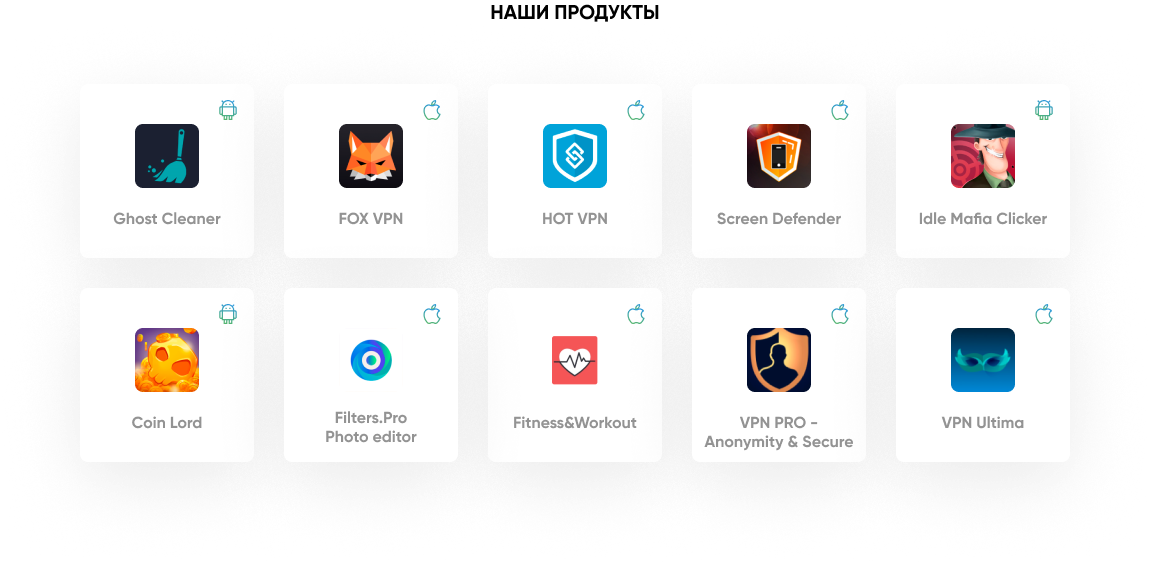 НАШИ ПРОДУКТЫ
Ghost Cleaner
FOX VPN
HOT VPN
Screen Defender
Idle Mafia Clicker
Coin Lord
Filters.Pro
Photo editor
Fitness&Workout
VPN PRO -
Anonymity & Secure
VPN Ultima